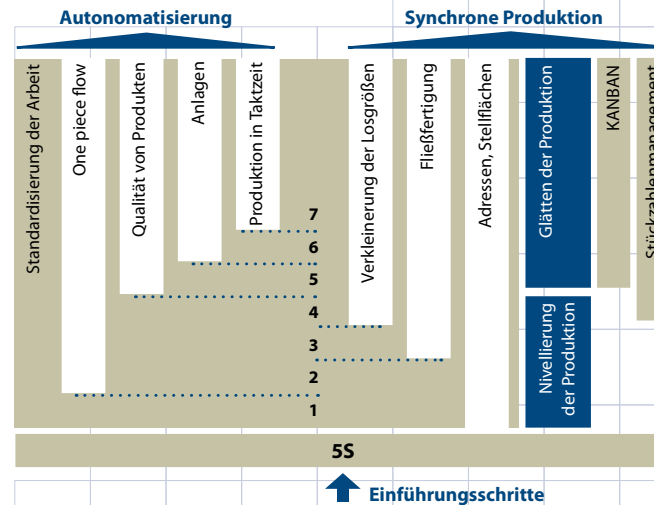 Autonomatisierung
Synchrone Produktion
Standardisierung der Arbeit
One piece flow
Qualität von Produkten
Anlagen
Produktion in Taktzeit
Verkleinerung der Losgrößen
Fließfertigung
Adressen, Stellflächen
Glätten der Produktion
KANBAN
Stückzahlenmanagement
7
6
5
4
3
2
1
Nivellierung
der Produktion
5S
Einführungsschritte